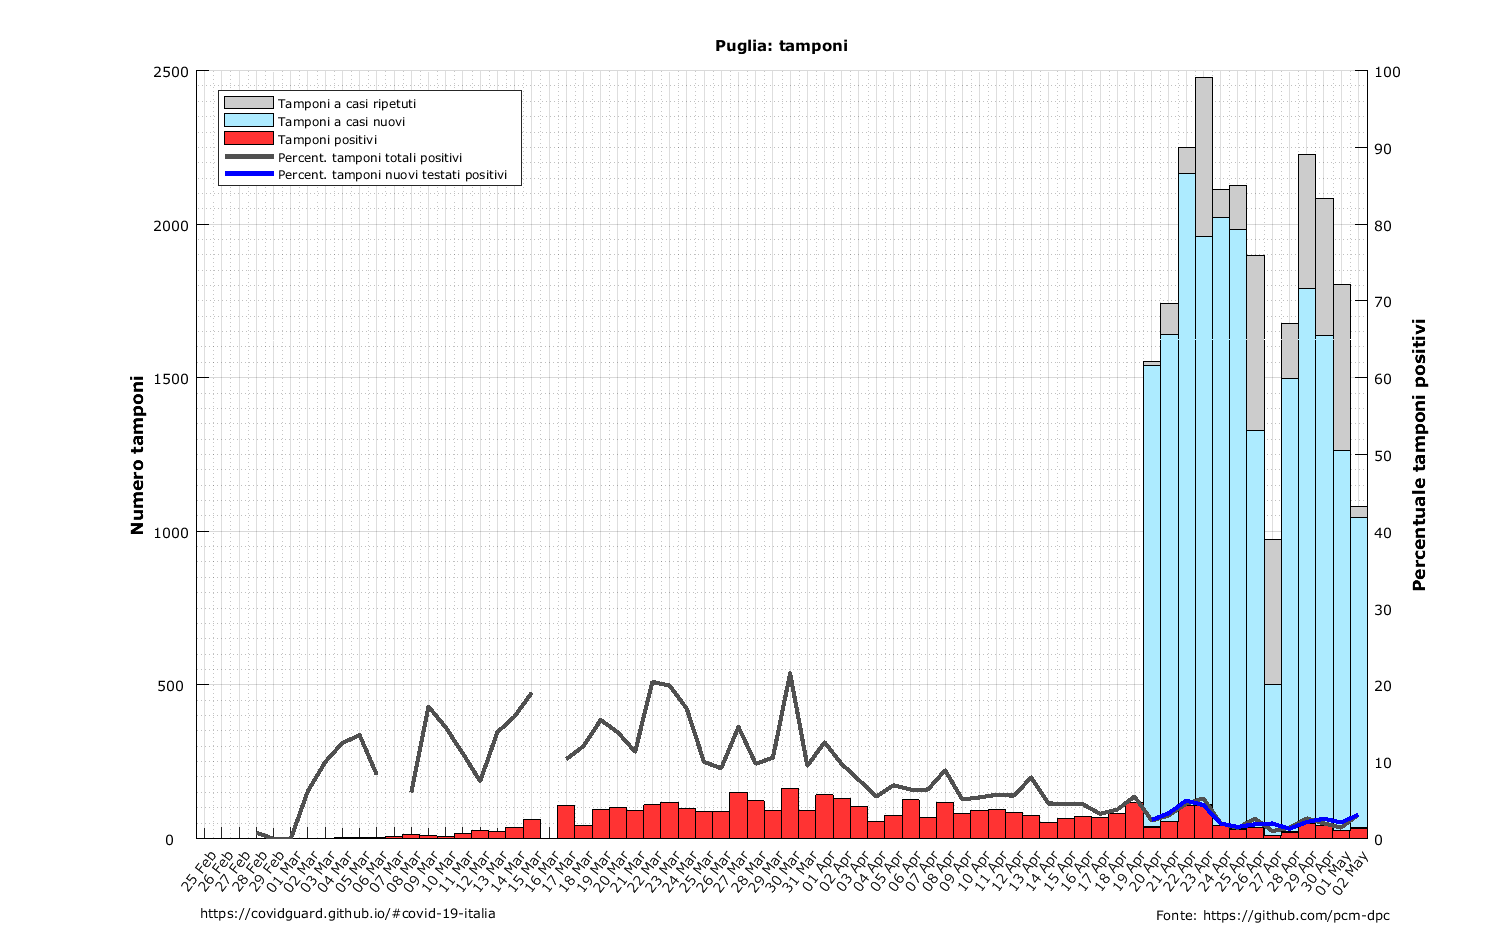 Puglia: tamponi
2500
2000
1500
1000
500
0
Numero tamponi
Tamponi a casi ripetuti
Tamponi a casi nuovi
Tamponi positivi
Percent. tamponi totali positivi
Percent. tamponi nuovi testati positivi
100
90
80
70
60
50
40
30
20
10
0
Percentuale tamponi positivi
25 Feb
26 Feb
27 Feb
28 Feb
29 Feb
01 Mar
02 Mar
03 Mar
04 Mar
05 Mar
06 Mar
07 Mar
08 Mar
09 Mar
10 Mar
11 Mar
12 Mar
13 Mar
14 Mar
15 Mar
16 Mar
17 Mar
18 Mar
19 Mar
20 Mar
21 Mar
22 Mar
23 Mar
24 Mar
25 Mar
26 Mar
27 Mar
28 Mar
29 Mar
30 Mar
31 Mar
01 Apr
02 Apr
03 Apr
04 Apr
05 Apr
06 Apr
07 Apr
08 Apr
09 Apr
10 Apr
11 Apr
12 Apr
13 Apr
14 Apr
15 Apr
16 Apr
17 Apr
18 Apr
19 Apr
20 Apr
21 Apr
22 Apr
23 Apr
24 Apr
25 Apr
26 Apr
27 Apr
28 Apr
29 Apr
30 Apr
01 May
02 May
https://covidguard.github.io/#covid-19-italia
Fonte: https://github.com/pcm-dpc